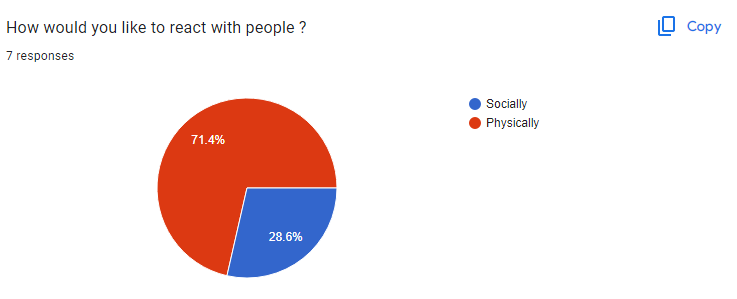 How would you like to react with people ?
Copy
7 responses
Socially
Physically
71.4%
28.6%